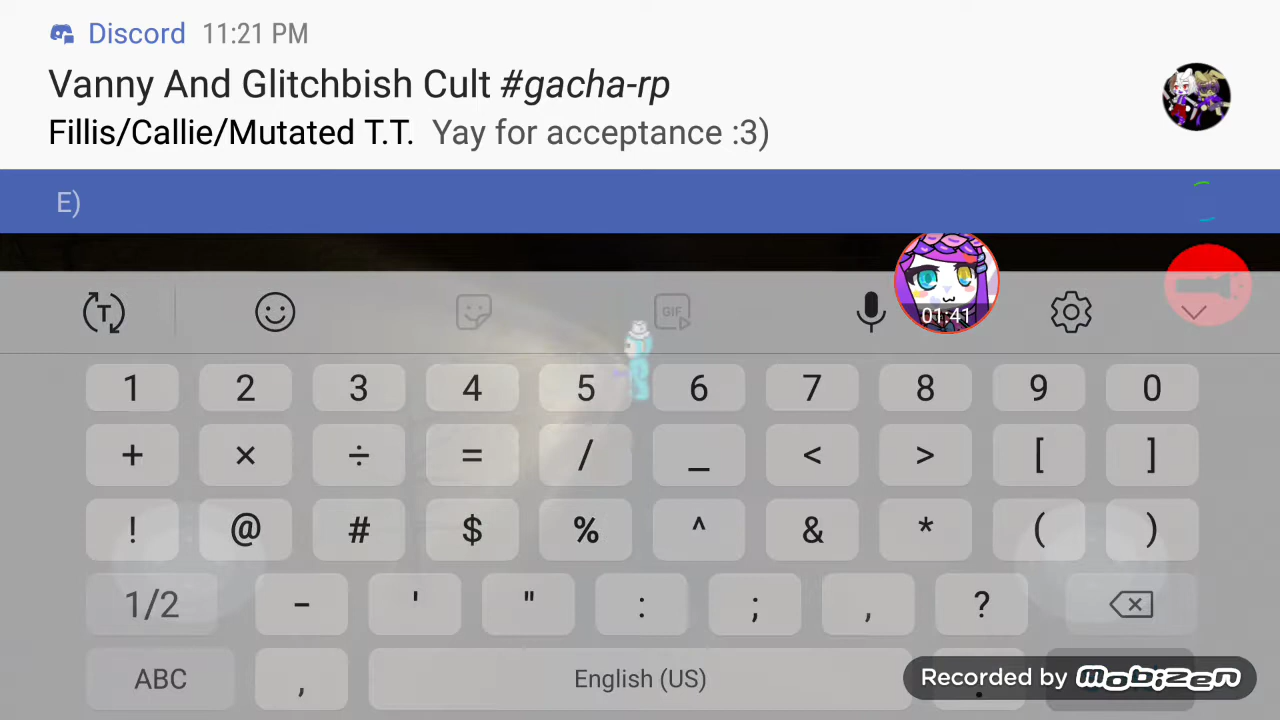 Discord 11:21 PM
Vanny And Glitchbish Cult #gacha-rp
Fillis/Callie/Mutated T.T. Yay for acceptance :3)
E)
T GIF 01:41
1 2 3 4 5 6 7 8 9 0
+ × ÷ = / _ < > [ ]
! @ # $ % ^ & * ( )
1/2 - ' " : ; , ?
ABC , English (US) .
Recorded by mobizen